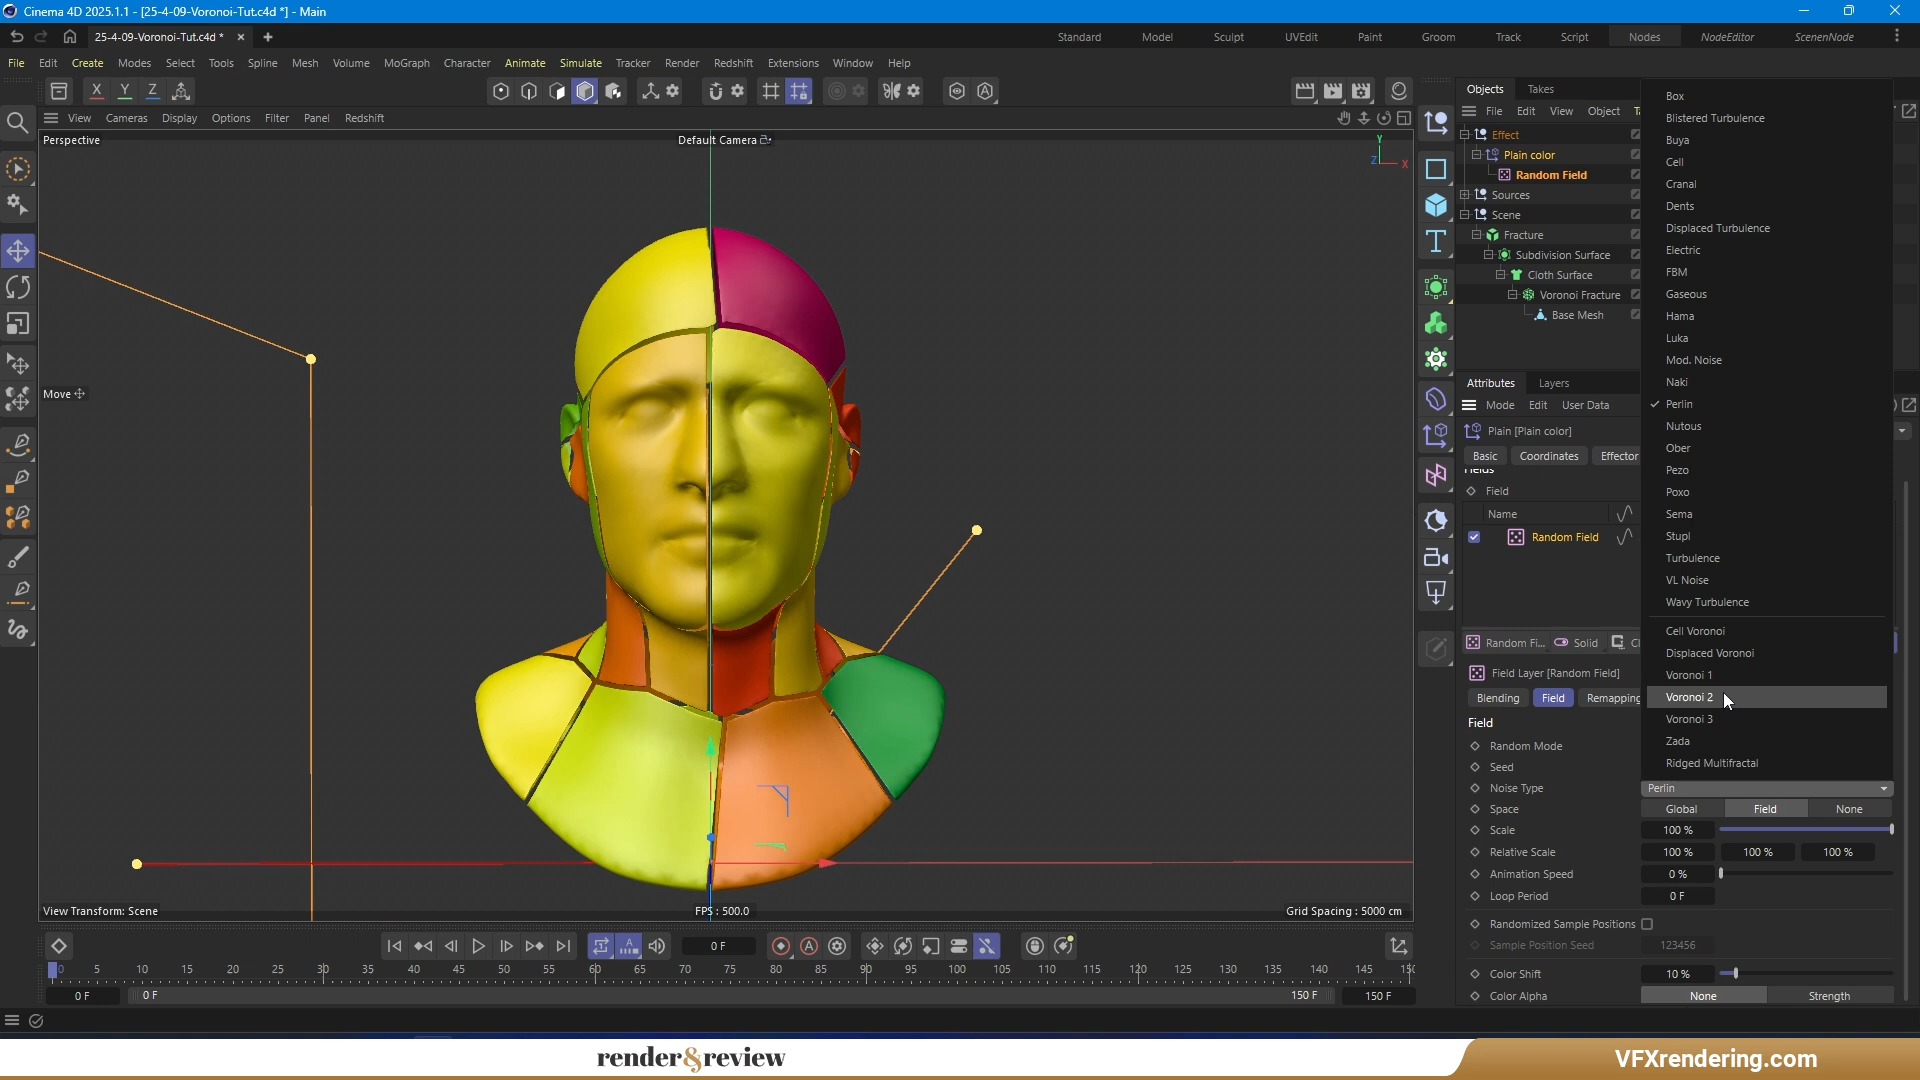 Cinema 4D 2025.1.1 - [25-4-09-Voronoi-Tut.c4d *] - Main
25-4-09-Voronoi-Tut.c4d *
Standard Model Sculpt UVEdit Paint Groom Track Script Nodes NodeEditor ScenenNode
File Edit Create Modes Select Tools Spline Mesh Volume MoGraph Character Animate Simulate Tracker Render Redshift Extensions Window Help
X Y Z
View Cameras Display Options Filter Panel Redshift
Perspective
Default Camera
Y
Z X
Move
View Transform: Scene
FPS : 500.0
Grid Spacing : 5000 cm
Objects Takes
File Edit View Object
Effect
Plain color
Random Field
Sources
Scene
Fracture
Subdivision Surface
Cloth Surface
Voronoi Fracture
Base Mesh
Attributes Layers
Mode Edit User Data
Plain [Plain color]
Basic Coordinates Effector
Fields
Field
Name
Random Field
Random Fi... Solid
Field Layer [Random Field]
Blending Field Remapping
Field
Random Mode
Seed
Noise Type Perlin
Space Global Field None
Scale 100 %
Relative Scale 100 % 100 % 100 %
Animation Speed 0 %
Loop Period 0 F
Randomized Sample Positions
Sample Position Seed 123456
Color Shift 10 %
Color Alpha None Strength
Box
Blistered Turbulence
Buya
Cell
Cranal
Dents
Displaced Turbulence
Electric
FBM
Gaseous
Hama
Luka
Mod. Noise
Naki
Perlin
Nutous
Ober
Pezo
Poxo
Sema
Stupl
Turbulence
VL Noise
Wavy Turbulence
Cell Voronoi
Displaced Voronoi
Voronoi 1
Voronoi 2
Voronoi 3
Zada
Ridged Multifractal
0 F
0 5 10 15 20 25 30 35 40 45 50 55 60 65 70 75 80 85 90 95 100 105 110 115 120 125 130 135 140 145
0 F 0 F 150 F 150 F
render&review
VFXrendering.com